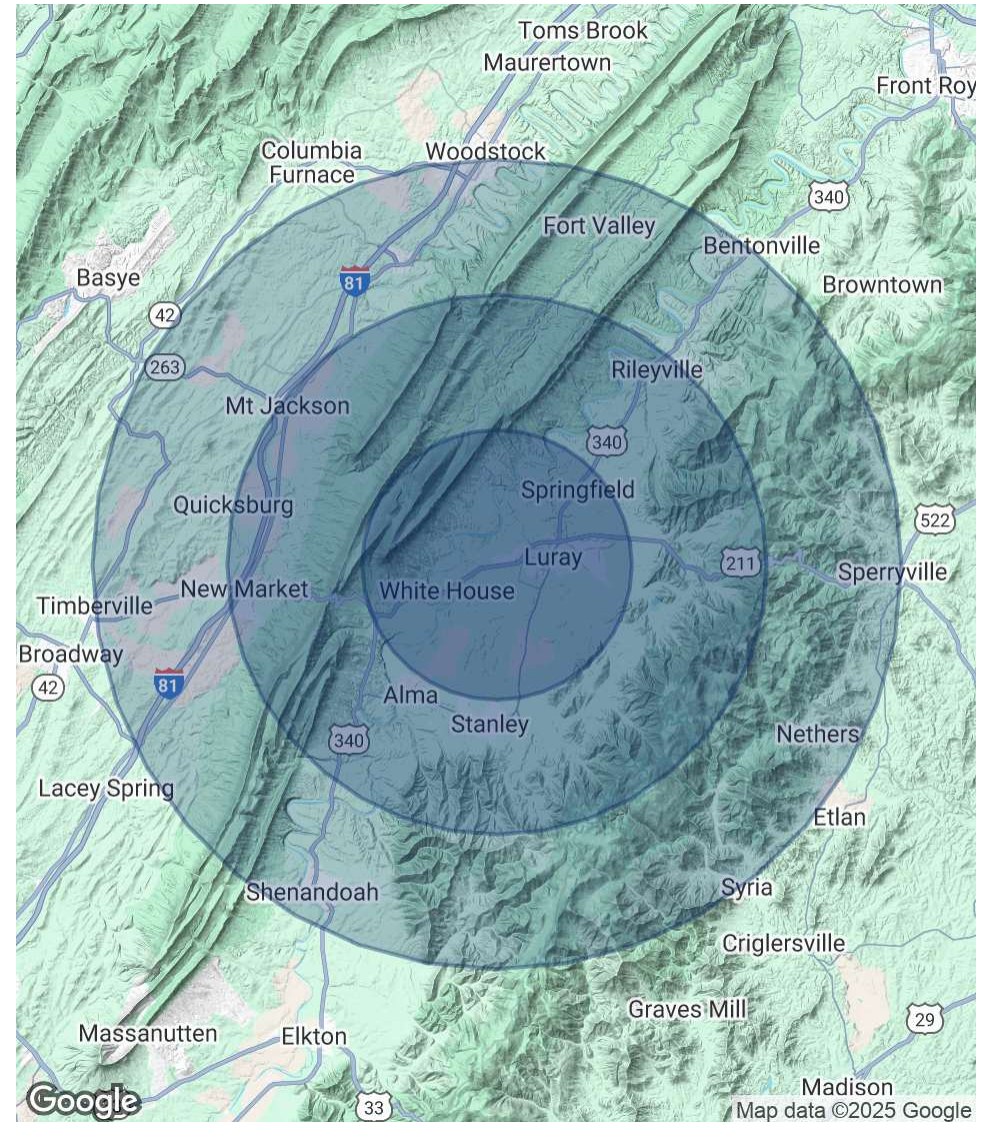 Toms Brook
Maurertown
Front Roy
Columbia
Furnace
Woodstock
340
Fort Valley
Bentonville
Basye
81
Browntown
42
263
Rileyville
Mt Jackson
340
Springfield
Quicksburg
522
Luray
211
Sperryville
New Market
White House
Timberville
Broadway
42
81
Alma
Stanley
340
Nethers
Lacey Spring
Etlan
Shenandoah
Syria
Criglersville
Graves Mill
29
Massanutten
Elkton
Madison
Google
33
Map data ©2025 Google